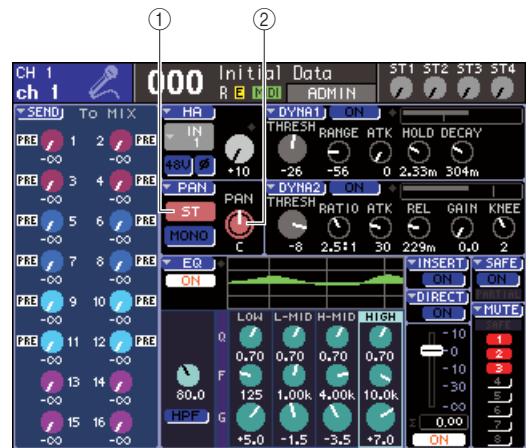 ① ②
CH 1
ch 1
000 Initial Data
R E MIDI ADMIN
ST1 ST2 ST3 ST4
SEND To MIX
PRE 1 2 PRE
-∞ -∞
PRE 3 4 PRE
-∞ -∞
PRE 5 6 PRE
-∞ -∞
PRE 7 8 PRE
-∞ -∞
PRE 9 10 PRE
-∞ -∞
PRE 11 12 PRE
-∞ -∞
13 14
-∞ -∞
15 16
-∞ -∞
HA
IN
1
48V Ø
+10
PAN
ST
MONO
PAN
C
DYNA1 ON
THRESH RANGE ATK HOLD DECAY
-26 -56 0 2.33m 304m
DYNA2 ON
THRESH RATIO ATK REL GAIN KNEE
-8 2.5:1 30 229m 0.0 2
EQ
ON
LOW L-MID H-MID HIGH
Q
0.70 0.70 0.70 0.70
F
80.0 125 1.00k 4.00k 10.0k
HPF
G
+5.0 -1.5 -3.5 +7.0
INSERT
ON
DIRECT
ON
-10
-0
-10
-30
-∞
Σ 0.00
ON
SAFE
ON
PARTIAL
MUTE
SAFE
1
2
3
4
5
6
7
8